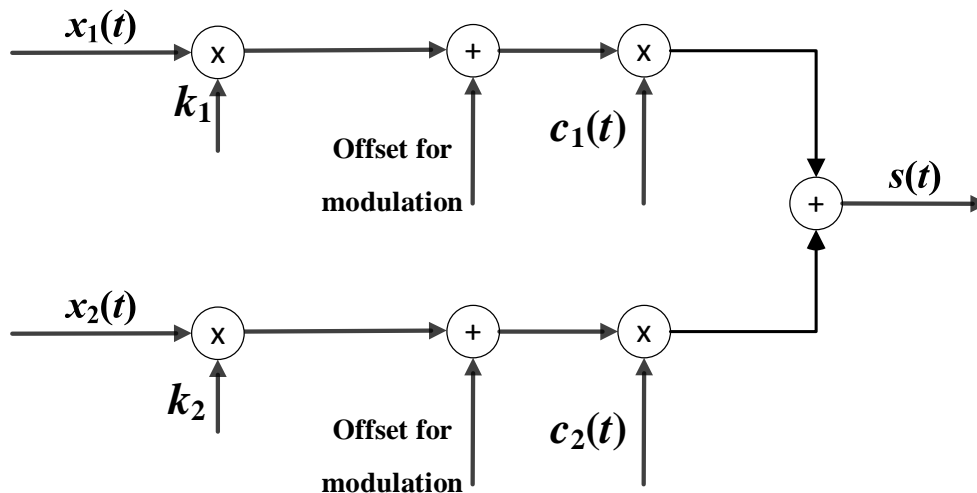 x₁(t)
x
+
x
k₁
Offset for
modulation
c₁(t)
+
s(t)
x₂(t)
x
+
x
k₂
Offset for
modulation
c₂(t)